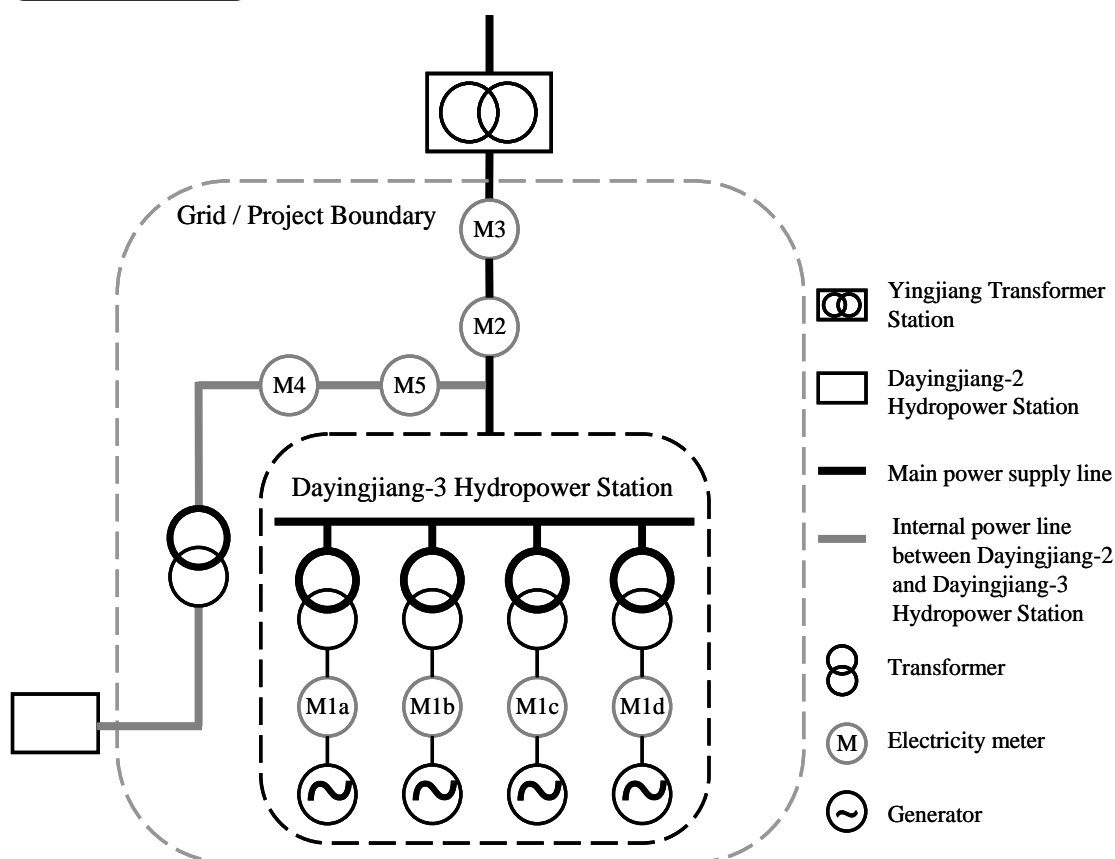 Grid / Project Boundary
M3
M2
M4
M5
Dayingjiang-3 Hydropower Station
M1a
M1b
M1c
M1d
Yingjiang Transformer
Station
Dayingjiang-2
Hydropower Station
Main power supply line
Internal power line
between Dayingjiang-2
and Dayingjiang-3
Hydropower Station
Transformer
M
Electricity meter
Generator